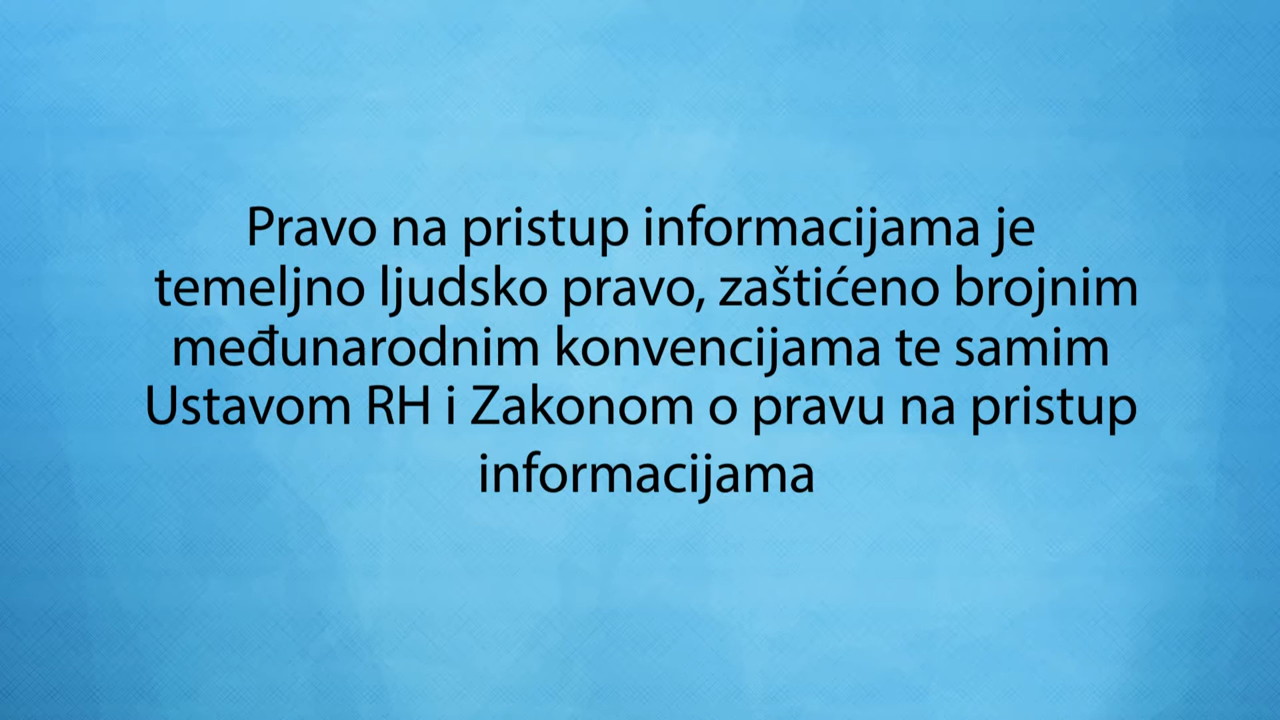 Pravo na pristup informacijama je
temeljno ljudsko pravo, zaštićeno brojnim
međunarodnim konvencijama te samim
Ustavom RH i Zakonom o pravu na pristup
informacijama